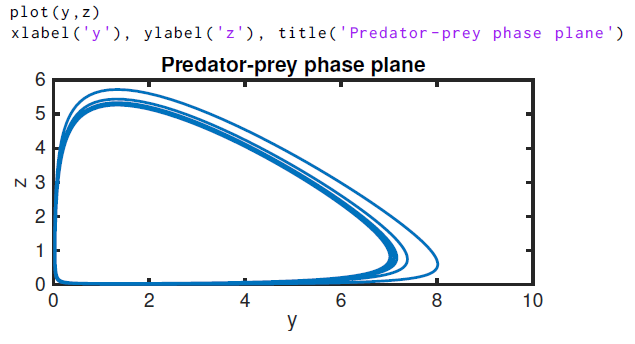 plot(y,z)
xlabel('y'), ylabel('z'), title('Predator-prey phase plane')
Predator-prey phase plane
6
5
4
3
2
1
0
z
0 2 4 6 8 10
y